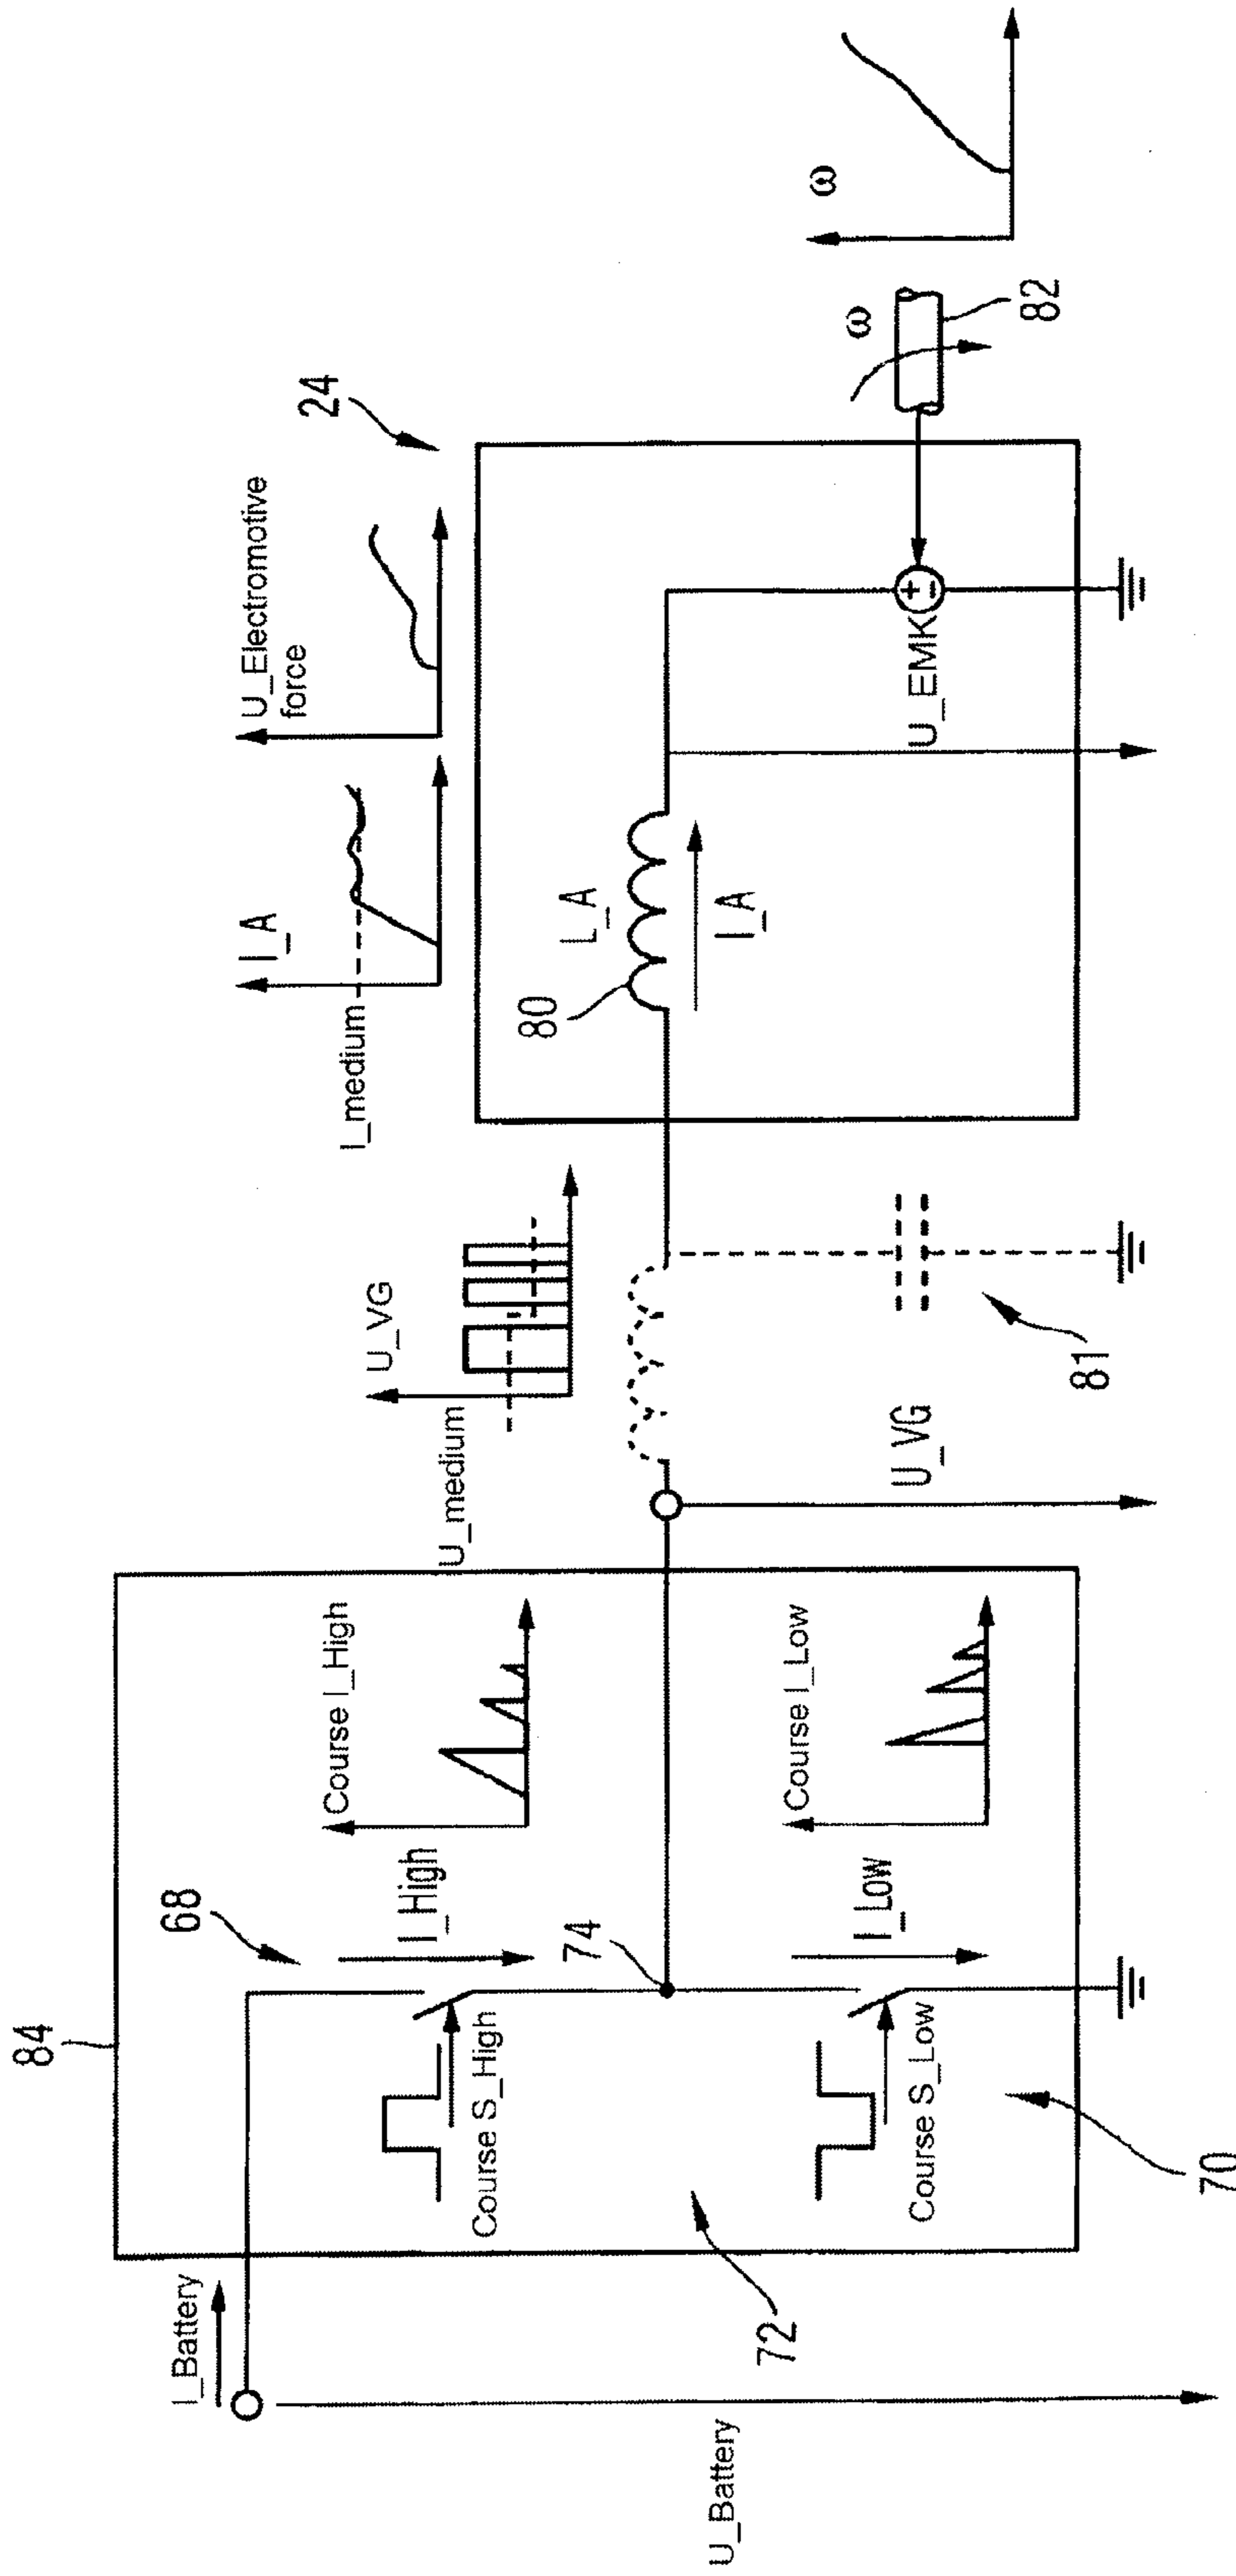 I_Battery
U_Battery
84
68
I_High
Course I_High
Course S_High
74
I_Low
Course I_Low
Course S_Low
72
70
U_medium
U_VG
U_VG
81
I_medium
I_A
U_Electromotive
force
24
80
L_A
I_A
U_EMK
ω
82
ω